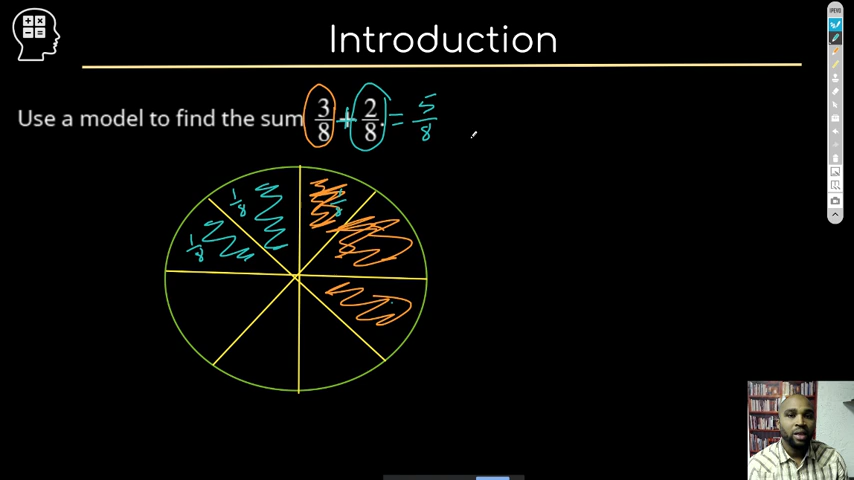 Introduction
Use a model to find the sum 3/8 + 2/8. = 5/8
1/8 1/8
1/8